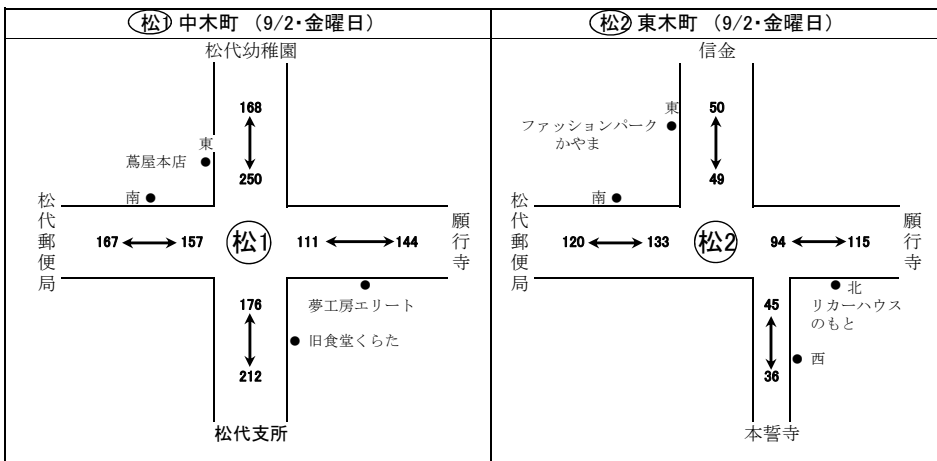 松1 中木町 (9/2・金曜日)
松代幼稚園
168
東
蔦屋本店
250
南
松代郵便局
167
157
松1
111
144
願行寺
176
夢工房エリート
旧食堂くらた
212
松代支所
松2 東木町 (9/2・金曜日)
信金
東
50
ファッションパーク
かやま
49
南
松代郵便局
120
133
松2
94
115
願行寺
45
北
リカーハウス
のもと
西
36
本誓寺